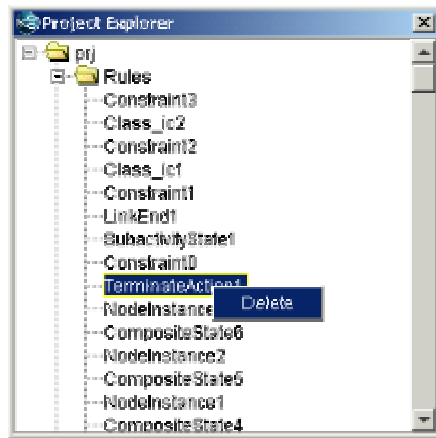 Project Explorer
prj
Rules
Constraint3
Class_ic2
Constraint2
Class_ic1
Constraint1
LinkEnd1
SubactivityState1
Constraint0
TerminateAction1
Delete
NodeInstance
CompositeState6
NodeInstance2
CompositeState5
NodeInstance1
CompositeState4